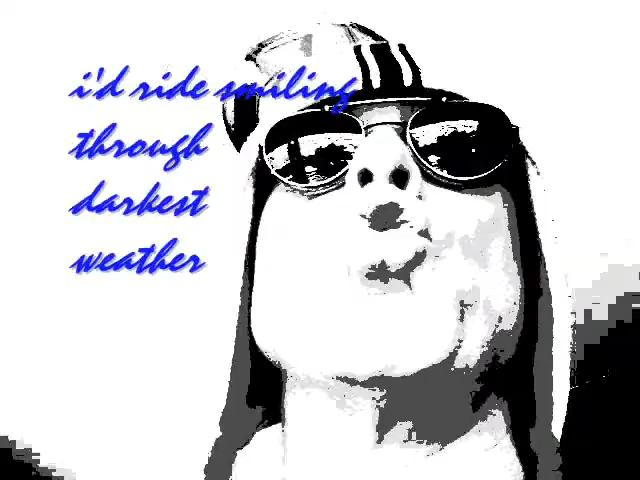 i'd ride smiling
through
darkest
weather